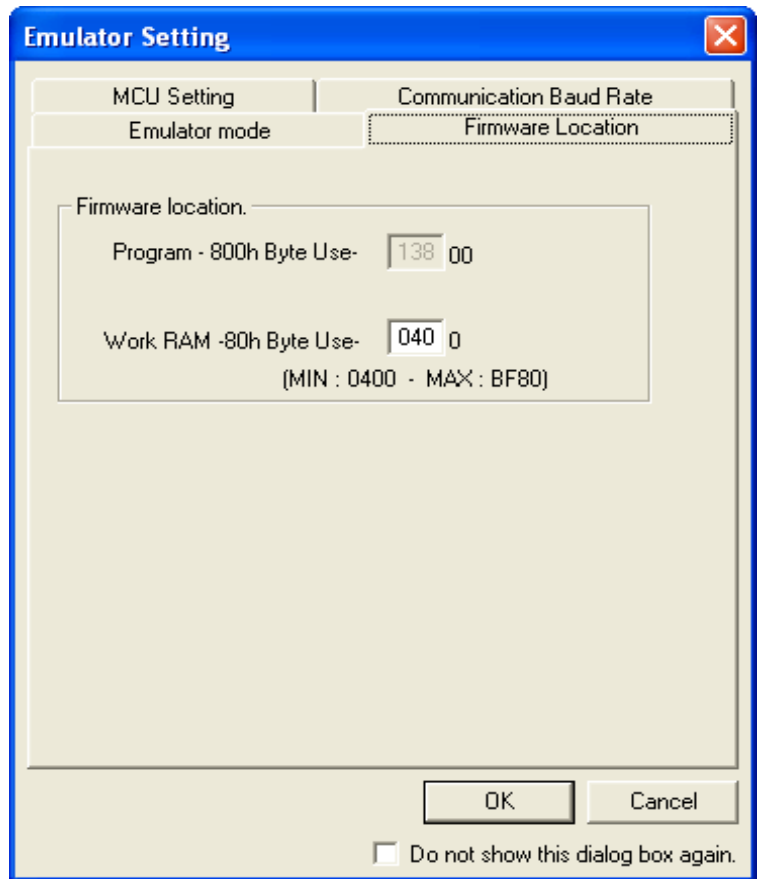 Emulator Setting
MCU Setting
Communication Baud Rate
Emulator mode
Firmware Location
Firmware location.
Program - 800h Byte Use- 138 00
Work RAM -80h Byte Use- 040 0
(MIN : 0400 - MAX : BF80)
OK
Cancel
Do not show this dialog box again.